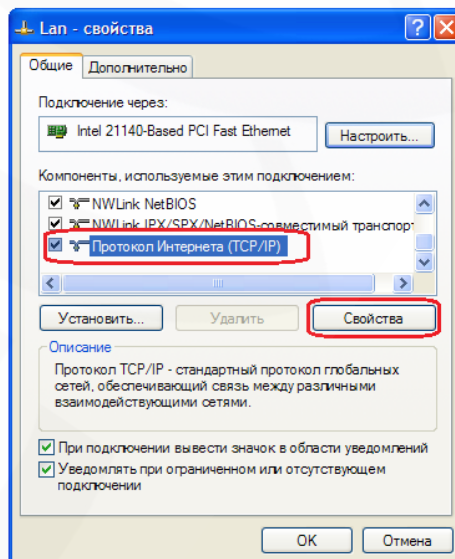 Lan - свойства
Общие
Дополнительно
Подключение через:
Intel 21140-Based PCI Fast Ethernet
Настроить...
Компоненты, используемые этим подключением:
NWLink NetBIOS
NWLink IPX/SPX/NetBIOS-совместимый транспорт
Протокол Интернета (TCP/IP)
Установить...
Удалить
Свойства
Описание
Протокол TCP/IP - стандартный протокол глобальных
сетей, обеспечивающий связь между различными
взаимодействующими сетями.
При подключении вывести значок в области уведомлений
Уведомлять при ограниченном или отсутствующем
подключении
OK
Отмена